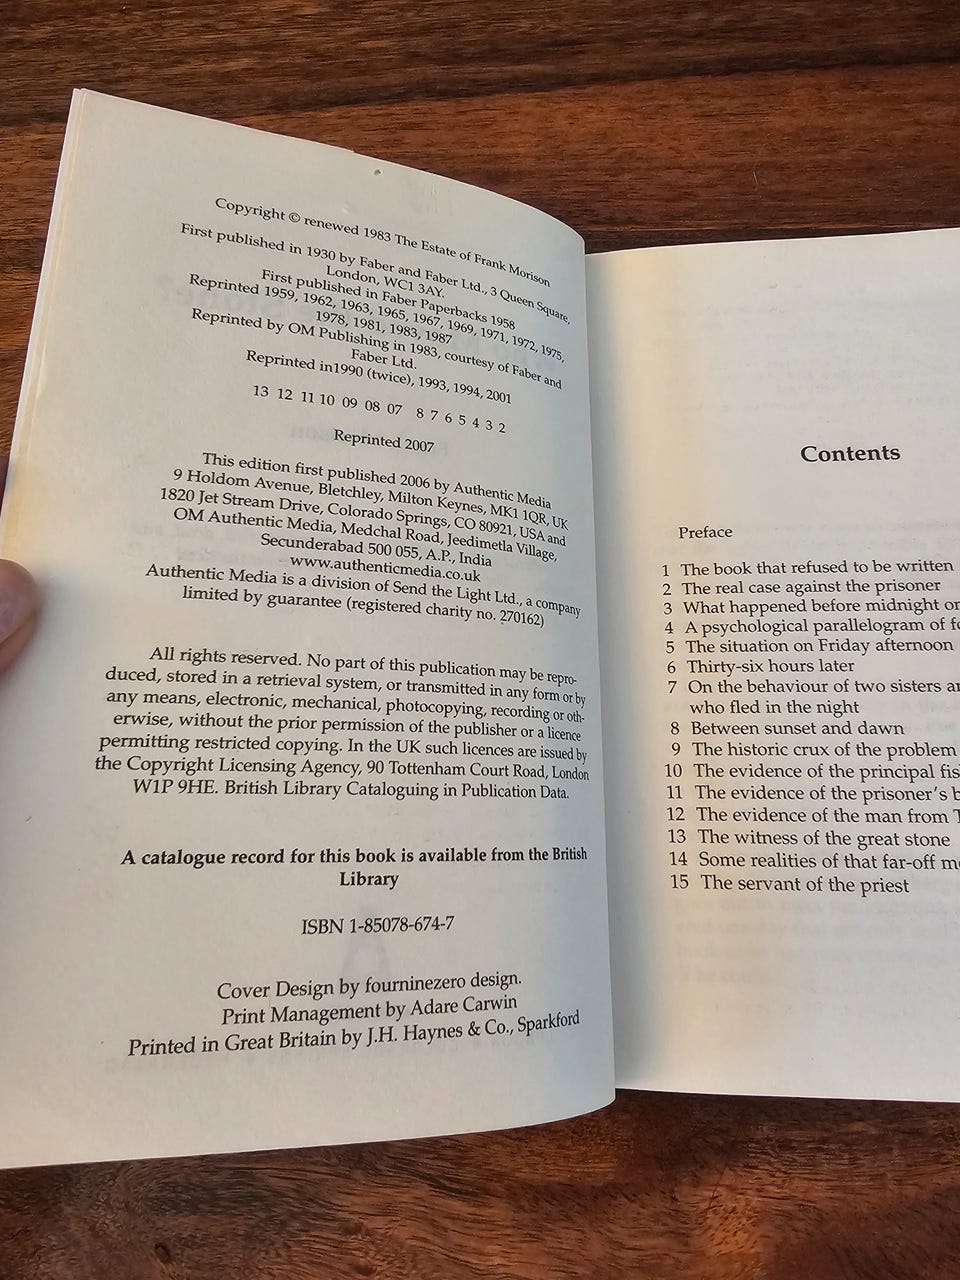 Copyright © renewed 1983 The Estate of Frank Morison
First published in 1930 by Faber and Faber Ltd., 3 Queen Square,
London, WC1 3AY.
First published in Faber Paperbacks 1958
Reprinted 1959, 1962, 1963, 1965, 1967, 1969, 1971, 1972, 1975,
1978, 1981, 1983, 1987
Reprinted by OM Publishing in 1983, courtesy of Faber and
Faber Ltd.
Reprinted in1990 (twice), 1993, 1994, 2001
13 12 11 10 09 08 07 8 7 6 5 4 3 2
Reprinted 2007
This edition first published 2006 by Authentic Media
9 Holdom Avenue, Bletchley, Milton Keynes, MK1 1QR, UK
1820 Jet Stream Drive, Colorado Springs, CO 80921, USA and
OM Authentic Media, Medchal Road, Jeedimetla Village,
Secunderabad 500 055, A.P., India
www.authenticmedia.co.uk
Authentic Media is a division of Send the Light Ltd., a company
limited by guarantee (registered charity no. 270162)
All rights reserved. No part of this publication may be repro-
duced, stored in a retrieval system, or transmitted in any form or by
any means, electronic, mechanical, photocopying, recording or oth-
erwise, without the prior permission of the publisher or a licence
permitting restricted copying. In the UK such licences are issued by
the Copyright Licensing Agency, 90 Tottenham Court Road, London
W1P 9HE. British Library Cataloguing in Publication Data.
A catalogue record for this book is available from the British
Library
ISBN 1-85078-674-7
Cover Design by fourninezero design.
Print Management by Adare Carwin
Printed in Great Britain by J.H. Haynes & Co., Sparkford
Contents
Preface
1 The book that refused to be written
2 The real case against the prisoner
3 What happened before midnight
4 A psychological parallelogram of
5 The situation on Friday afternoon
6 Thirty-six hours later
7 On the behaviour of two sisters
who fled in the night
8 Between sunset and dawn
9 The historic crux of the problem
10 The evidence of the principal
11 The evidence of the prisoner's
12 The evidence of the man from
13 The witness of the great stone
14 Some realities of that far-off
15 The servant of the priest